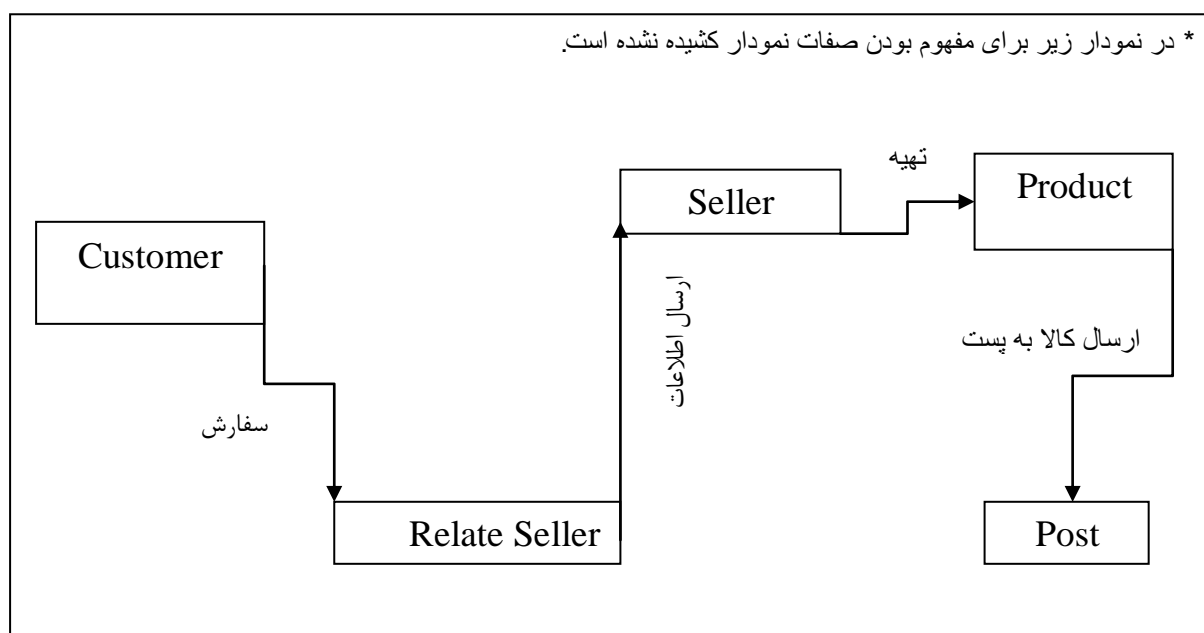 * در نمودار زیر برای مفهوم بودن صفات نمودار کشیده نشده است.
تهیه
Product
Seller
Customer
ارسال اطلاعات
ارسال کالا به پست
سفارش
Relate Seller
Post